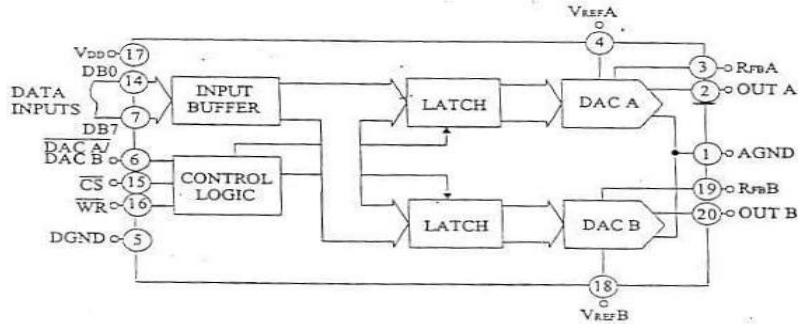 VREFA
4
VDD 17
3 RFBA
DB0 14
2 OUT A
DATA INPUTS
INPUT BUFFER
LATCH
DAC A
7
DB7
DAC A/
DAC B 6
1 AGND
CS 15
CONTROL LOGIC
19 RFBB
WR 16
20 OUT B
LATCH
DAC B
DGND 5
18
VREFB